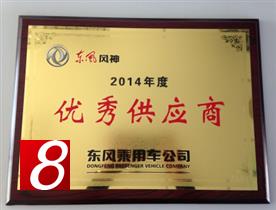 东风风神
2014年度
优秀供应商
8
东风乘用车公司
DONGFENG PASSENGER VEHICLE COMPANY